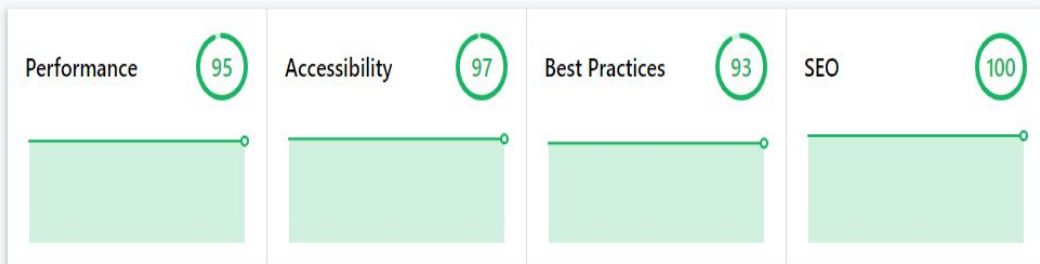 Performance 95
Accessibility 97
Best Practices 93
SEO 100